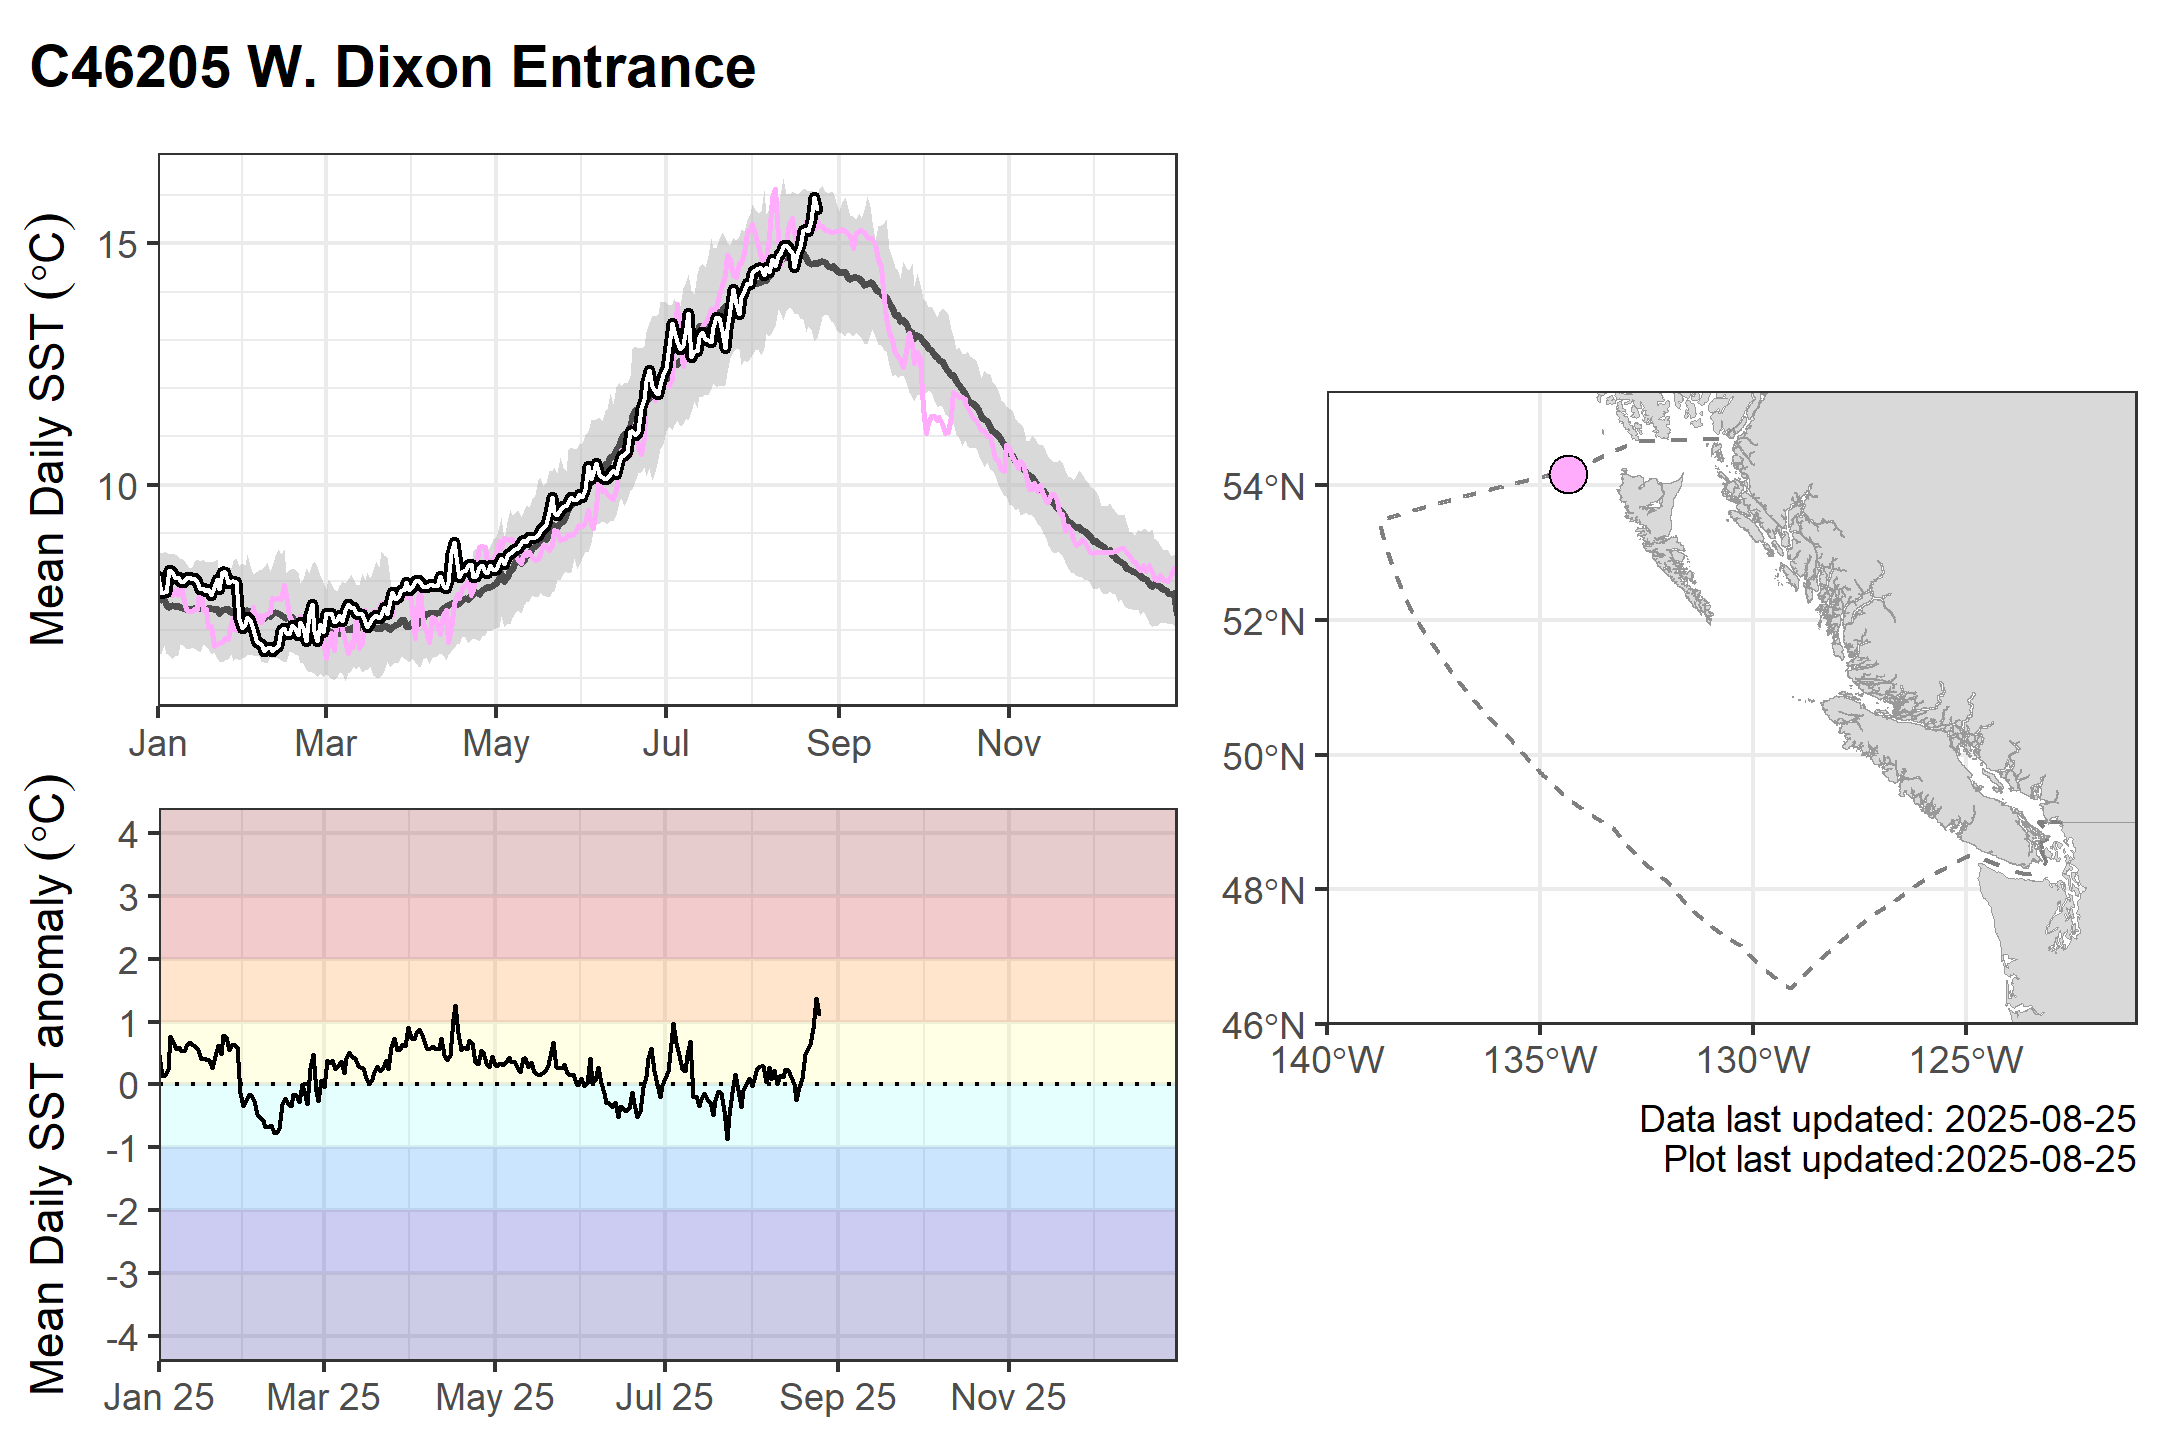 C46205 W. Dixon Entrance
Mean Daily SST (°C)
15
10
Jan Mar May Jul Sep Nov
Mean Daily SST anomaly (°C)
4
3
2
1
0
-1
-2
-3
-4
Jan 25 Mar 25 May 25 Jul 25 Sep 25 Nov 25
54°N
52°N
50°N
48°N
46°N
140°W 135°W 130°W 125°W
Data last updated: 2025-08-25
Plot last updated:2025-08-25